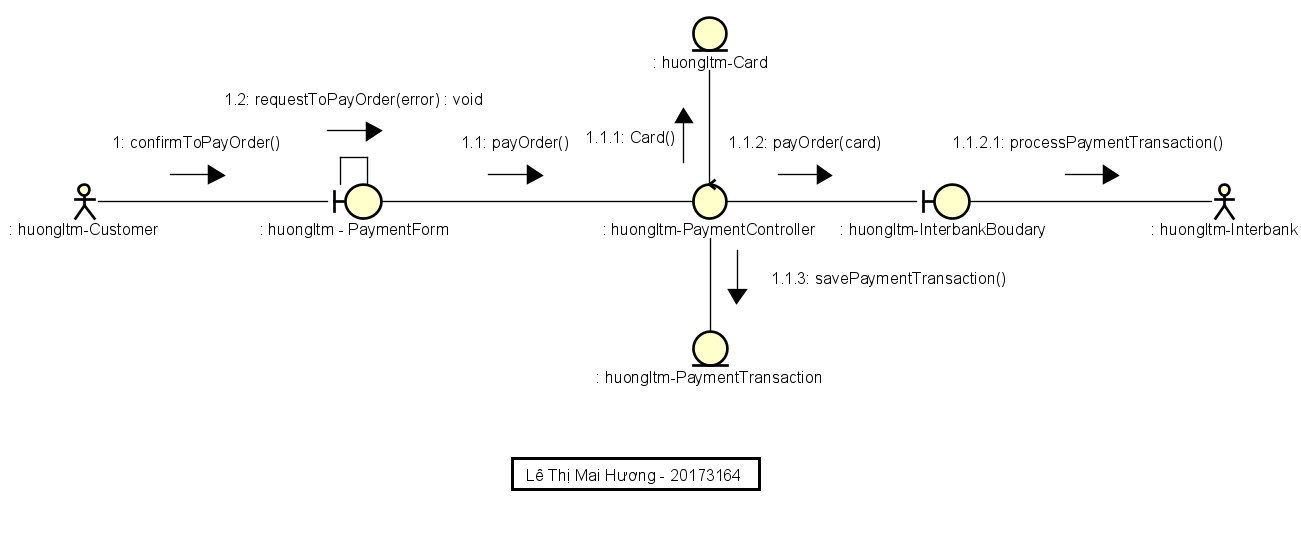 : huongltm-Card
1.2: requestToPayOrder(error) : void
1: confirmToPayOrder()
1.1: payOrder()
1.1.1: Card()
1.1.2: payOrder(card)
1.1.2.1: processPaymentTransaction()
: huongltm-Customer
: huongltm - PaymentForm
: huongltm-PaymentController
: huongltm-InterbankBoudary
: huongltm-Interbank
1.1.3: savePaymentTransaction()
: huongltm-PaymentTransaction
Lê Thị Mai Hương - 20173164